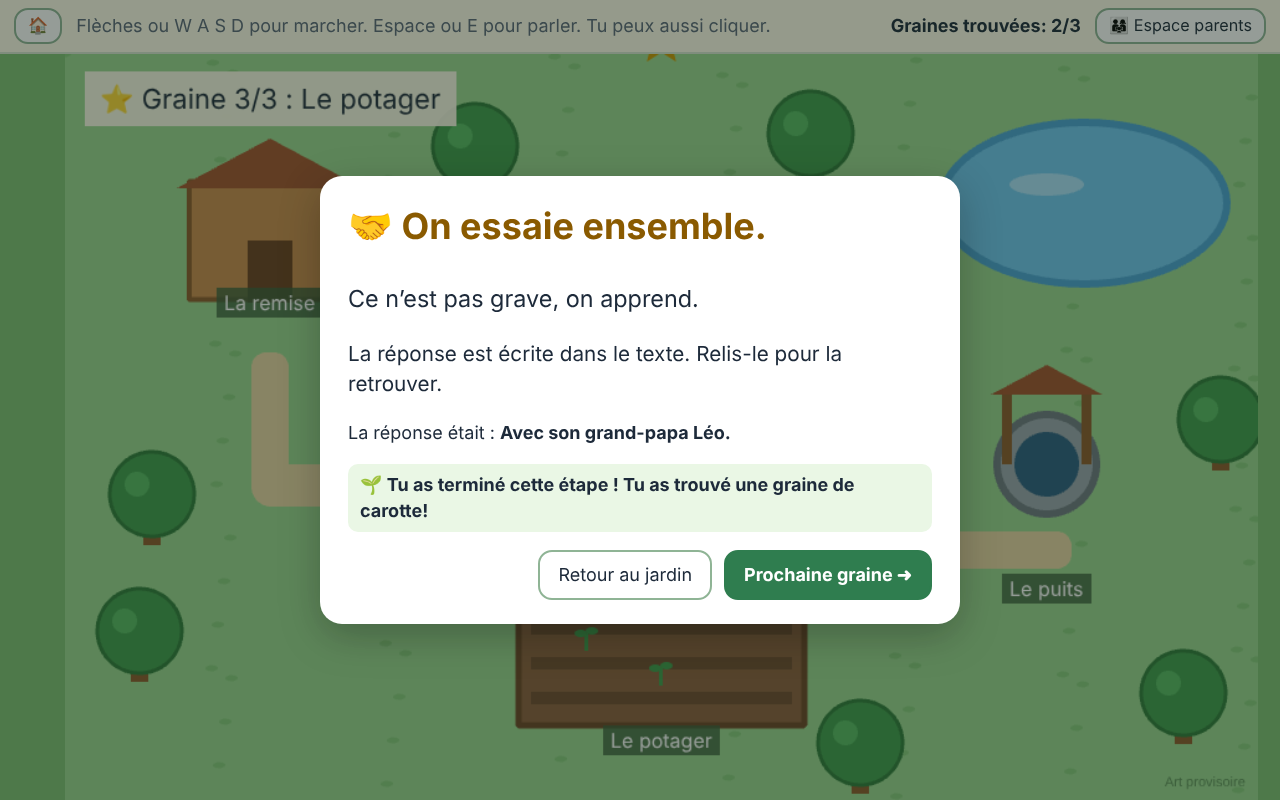 Flèches ou W A S D pour marcher. Espace ou E pour parler. Tu peux aussi cliquer.
Graines trouvées: 2/3
Espace parents
Graine 3/3 : Le potager
La remise
On essaie ensemble.
Ce n’est pas grave, on apprend.
La réponse est écrite dans le texte. Relis-le pour la
retrouver.
La réponse était : Avec son grand-papa Léo.
Tu as terminé cette étape ! Tu as trouvé une graine de
carotte!
Retour au jardin
Prochaine graine ➜
Le puits
Le potager
Art provisoire